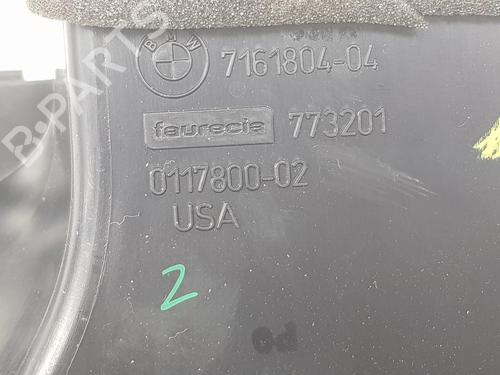 BMW 7161804-04
faurecia 773201
0117800-02
USA
2
B-PARTS